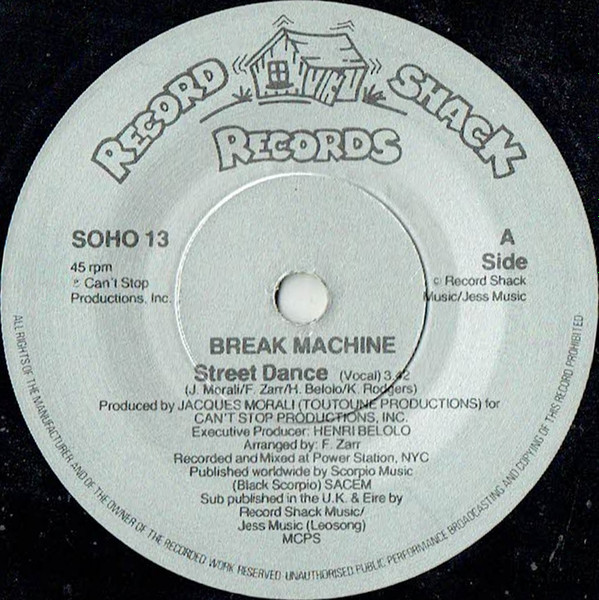 RECORD SHACK
RECORDS
SOHO 13
45 rpm
℗ Can't Stop
Productions, Inc.
A
Side
© Record Shack
Music/Jess Music
BREAK MACHINE
Street Dance (Vocal) 3.42
(J. Morali/F. Zarr/H. Belolo/K. Rodgers)
Produced by JACQUES MORALI (TOUTOUNE PRODUCTIONS) for
CAN'T STOP PRODUCTIONS, INC.
Executive Producer: HENRI BELOLO
Arranged by: F. Zarr
Recorded and Mixed at Power Station, NYC
Published worldwide by Scorpio Music
(Black Scorpio) SACEM
Sub published in the U.K. & Eire by
Record Shack Music/
Jess Music (Leosong)
MCPS
ALL RIGHTS OF THE MANUFACTURER AND OF THE OWNER OF THE RECORDED WORK RESERVED·UNAUTHORISED PUBLIC PERFORMANCE BROADCASTING AND COPYING OF THIS RECORD PROHIBITED